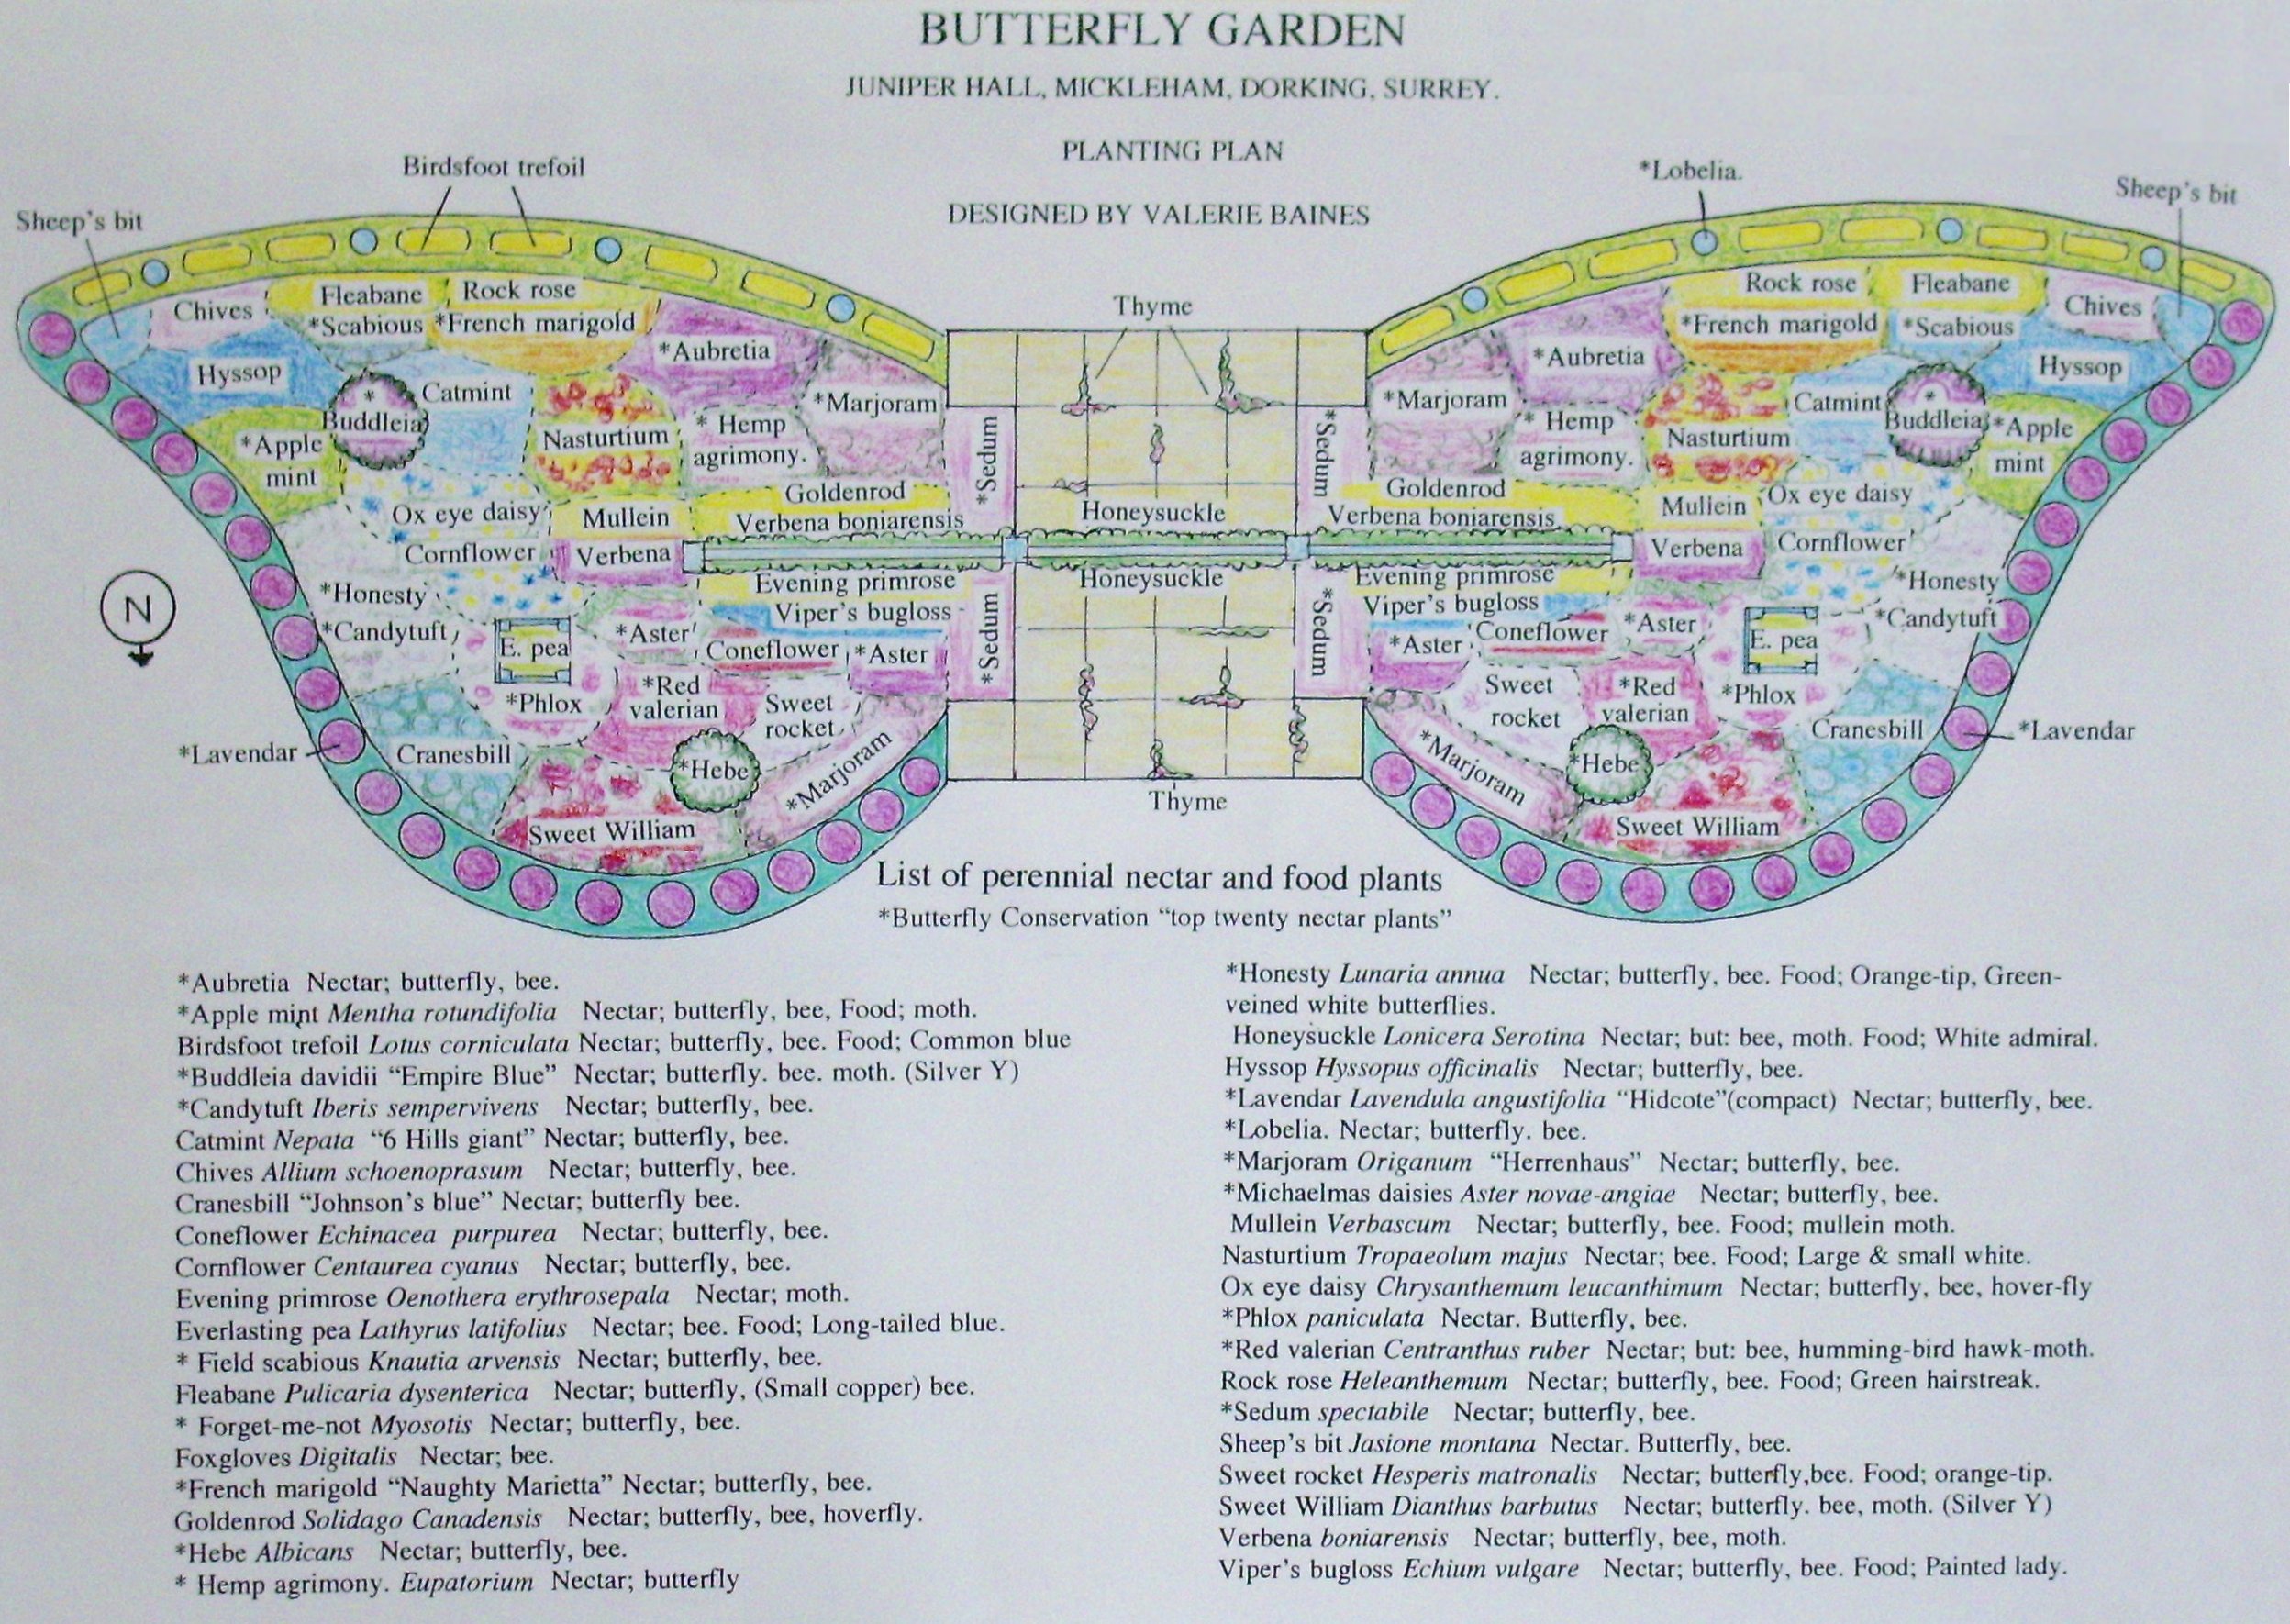 BUTTERFLY GARDEN
JUNIPER HALL, MICKLEHAM, DORKING, SURREY.
PLANTING PLAN
DESIGNED BY VALERIE BAINES
Birdsfoot trefoil
*Lobelia.
Sheep's bit
Sheep's bit
Thyme
Chives
Fleabane
Rock rose
*Scabious
*French marigold
*Aubretia
Hyssop
*
Buddleia
Catmint
*Marjoram
*Apple
mint
Nasturtium
* Hemp
agrimony.
*Sedum
Goldenrod
Verbena boniarensis
Ox eye daisy
Mullein
Cornflower
Verbena
Honeysuckle
Honeysuckle
Evening primrose
Viper's bugloss
*Honesty
*Candytuft
E. pea
*Aster
Coneflower
*Aster
*Sedum
*Phlox
*Red
valerian
Sweet
rocket
*Lavendar
Cranesbill
*Hebe
*Marjoram
Sweet William
N
Rock rose
Fleabane
Chives
*French marigold
*Scabious
*Aubretia
Hyssop
*Marjoram
Catmint
*
Buddleia
*Apple
mint
* Hemp
agrimony.
Nasturtium
*Sedum
Goldenrod
Verbena boniarensis
Mullein
Ox eye daisy
Verbena
Cornflower
Evening primrose
Viper's bugloss
*Honesty
*Candytuft
*Sedum
*Aster
Coneflower
*Aster
E. pea
Sweet
rocket
*Red
valerian
*Phlox
Cranesbill
*Lavendar
*Marjoram
*Hebe
Sweet William
Thyme
List of perennial nectar and food plants
*Butterfly Conservation “top twenty nectar plants”
*Aubretia Nectar; butterfly, bee.
*Apple mint Mentha rotundifolia Nectar; butterfly, bee, Food; moth.
Birdsfoot trefoil Lotus corniculata Nectar; butterfly, bee. Food; Common blue
*Buddleia davidii “Empire Blue” Nectar; butterfly. bee. moth. (Silver Y)
*Candytuft Iberis sempervivens Nectar; butterfly, bee.
Catmint Nepata “6 Hills giant” Nectar; butterfly, bee.
Chives Allium schoenoprasum Nectar; butterfly, bee.
Cranesbill “Johnson's blue” Nectar; butterfly bee.
Coneflower Echinacea purpurea Nectar; butterfly, bee.
Cornflower Centaurea cyanus Nectar; butterfly, bee.
Evening primrose Oenothera erythrosepala Nectar; moth.
Everlasting pea Lathyrus latifolius Nectar; bee. Food; Long-tailed blue.
* Field scabious Knautia arvensis Nectar; butterfly, bee.
Fleabane Pulicaria dysenterica Nectar; butterfly, (Small copper) bee.
* Forget-me-not Myosotis Nectar; butterfly, bee.
Foxgloves Digitalis Nectar; bee.
*French marigold “Naughty Marietta” Nectar; butterfly, bee.
Goldenrod Solidago Canadensis Nectar; butterfly, bee, hoverfly.
*Hebe Albicans Nectar; butterfly, bee.
* Hemp agrimony. Eupatorium Nectar; butterfly
*Honesty Lunaria annua Nectar; butterfly, bee. Food; Orange-tip, Green-
veined white butterflies.
Honeysuckle Lonicera Serotina Nectar; but: bee, moth. Food; White admiral.
Hyssop Hyssopus officinalis Nectar; butterfly, bee.
*Lavendar Lavendula angustifolia “Hidcote”(compact) Nectar; butterfly, bee.
*Lobelia. Nectar; butterfly. bee.
*Marjoram Origanum “Herrenhaus” Nectar; butterfly, bee.
*Michaelmas daisies Aster novae-angiae Nectar; butterfly, bee.
Mullein Verbascum Nectar; butterfly, bee. Food; mullein moth.
Nasturtium Tropaeolum majus Nectar; bee. Food; Large & small white.
Ox eye daisy Chrysanthemum leucanthimum Nectar; butterfly, bee, hover-fly
*Phlox paniculata Nectar. Butterfly, bee.
*Red valerian Centranthus ruber Nectar; but: bee, humming-bird hawk-moth.
Rock rose Heleanthemum Nectar; butterfly, bee. Food; Green hairstreak.
*Sedum spectabile Nectar; butterfly, bee.
Sheep's bit Jasione montana Nectar. Butterfly, bee.
Sweet rocket Hesperis matronalis Nectar; butterfly,bee. Food; orange-tip.
Sweet William Dianthus barbutus Nectar; butterfly. bee, moth. (Silver Y)
Verbena boniarensis Nectar; butterfly, bee, moth.
Viper's bugloss Echium vulgare Nectar; butterfly, bee. Food; Painted lady.